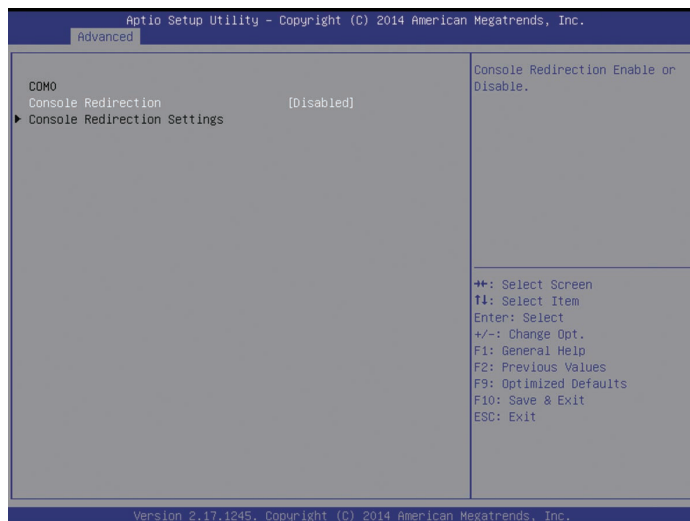 Aptio Setup Utility – Copyright (C) 2014 American Megatrends, Inc.
Advanced
COM0
Console Redirection [Disabled]
▶ Console Redirection Settings
Console Redirection Enable or
Disable.
→←: Select Screen
↑↓: Select Item
Enter: Select
+/-: Change Opt.
F1: General Help
F2: Previous Values
F9: Optimized Defaults
F10: Save & Exit
ESC: Exit
Version 2.17.1245. Copyright (C) 2014 American Megatrends, Inc.